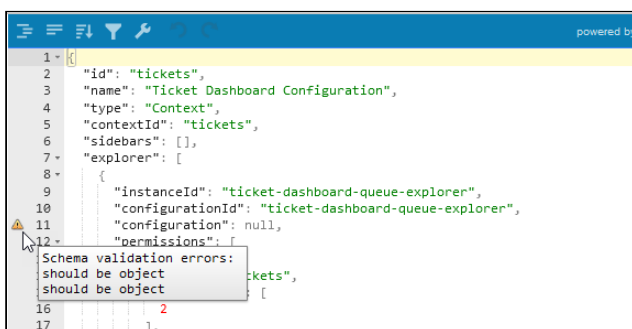 powered by
1 {
2 "id": "tickets",
3 "name": "Ticket Dashboard Configuration",
4 "type": "Context",
5 "contextId": "tickets",
6 "sidebars": [],
7 "explorer": [
8 {
9 "instanceId": "ticket-dashboard-queue-explorer",
10 "configurationId": "ticket-dashboard-queue-explorer",
11 "configuration": null,
12 "permissions": [
Schema validation errors:
should be object
kets",
should be object
[
16 2
17 ],